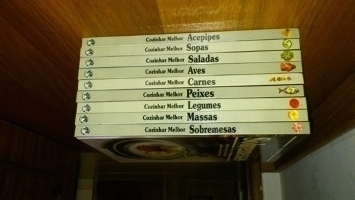 Cozinhar Melhor Acepipes
Cozinhar Melhor Sopas
Cozinhar Melhor Saladas
Cozinhar Melhor Aves
Cozinhar Melhor Carnes
Cozinhar Melhor Peixes
Cozinhar Melhor Legumes
Cozinhar Melhor Massas
Cozinhar Melhor Sobremesas